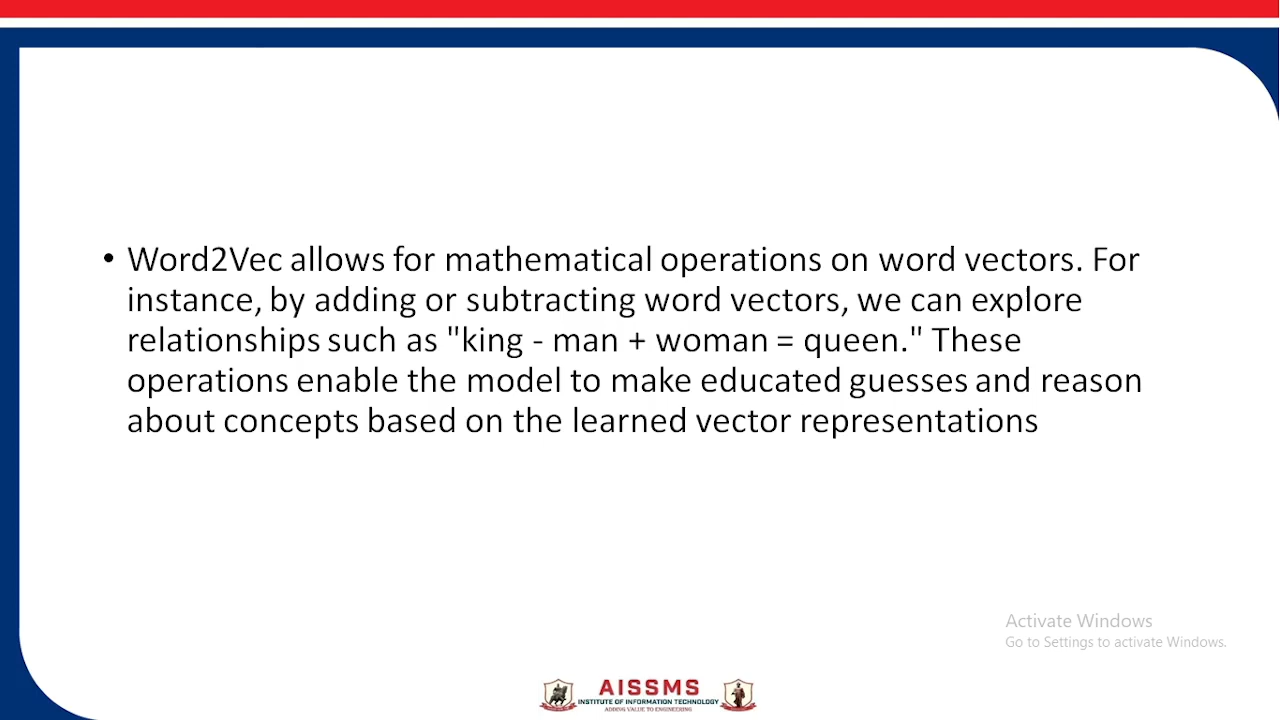 • Word2Vec allows for mathematical operations on word vectors. For
instance, by adding or subtracting word vectors, we can explore
relationships such as "king - man + woman = queen." These
operations enable the model to make educated guesses and reason
about concepts based on the learned vector representations
Activate Windows
Go to Settings to activate Windows.
AISSMS
INSTITUTE OF INFORMATION TECHNOLOGY
ADDING VALUE TO ENGINEERING